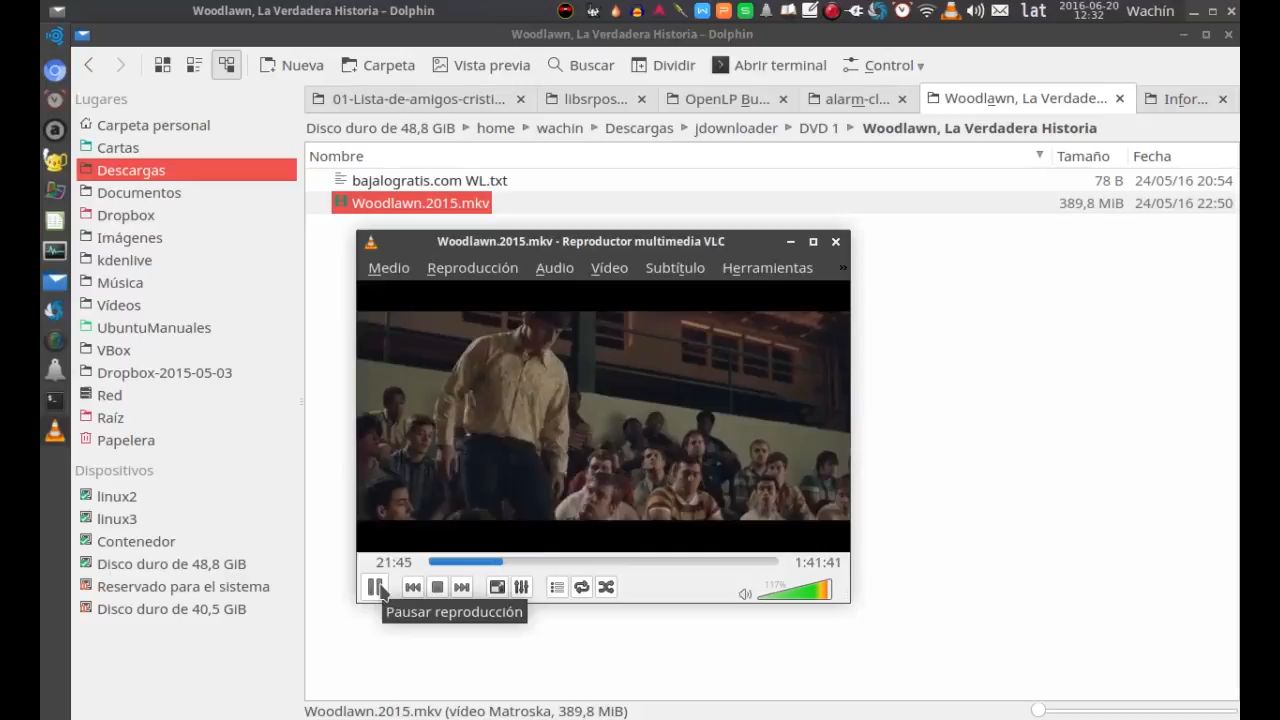 Woodlawn, La Verdadera Historia – Dolphin
lat
2016-06-20
12:32
Wachín
Woodlawn, La Verdadera Historia – Dolphin
Nueva
Carpeta
Vista previa
Buscar
Dividir
Abrir terminal
Control
Lugares
01-Lista-de-amigos-cristi...
libsrpos...
OpenLP Bu...
alarm-cl...
Woodlawn, La Verdade...
Infor...
Disco duro de 48,8 GiB
home
wachin
Descargas
jdownloader
DVD 1
Woodlawn, La Verdadera Historia
Nombre
Tamaño
Fecha
bajalogratis.com WL.txt
78 B
24/05/16 20:54
Woodlawn.2015.mkv
389,8 MiB
24/05/16 22:50
Carpeta personal
Cartas
Descargas
Documentos
Dropbox
Imágenes
kdenlive
Música
Vídeos
UbuntuManuales
VBox
Dropbox-2015-05-03
Red
Raíz
Papelera
Dispositivos
linux2
linux3
Contenedor
Disco duro de 48,8 GiB
Reservado para el sistema
Disco duro de 40,5 GiB
Woodlawn.2015.mkv - Reproductor multimedia VLC
Medio
Reproducción
Audio
Vídeo
Subtítulo
Herramientas
»
21:45
1:41:41
117%
Pausar reproducción
Woodlawn.2015.mkv (vídeo Matroska, 389,8 MiB)